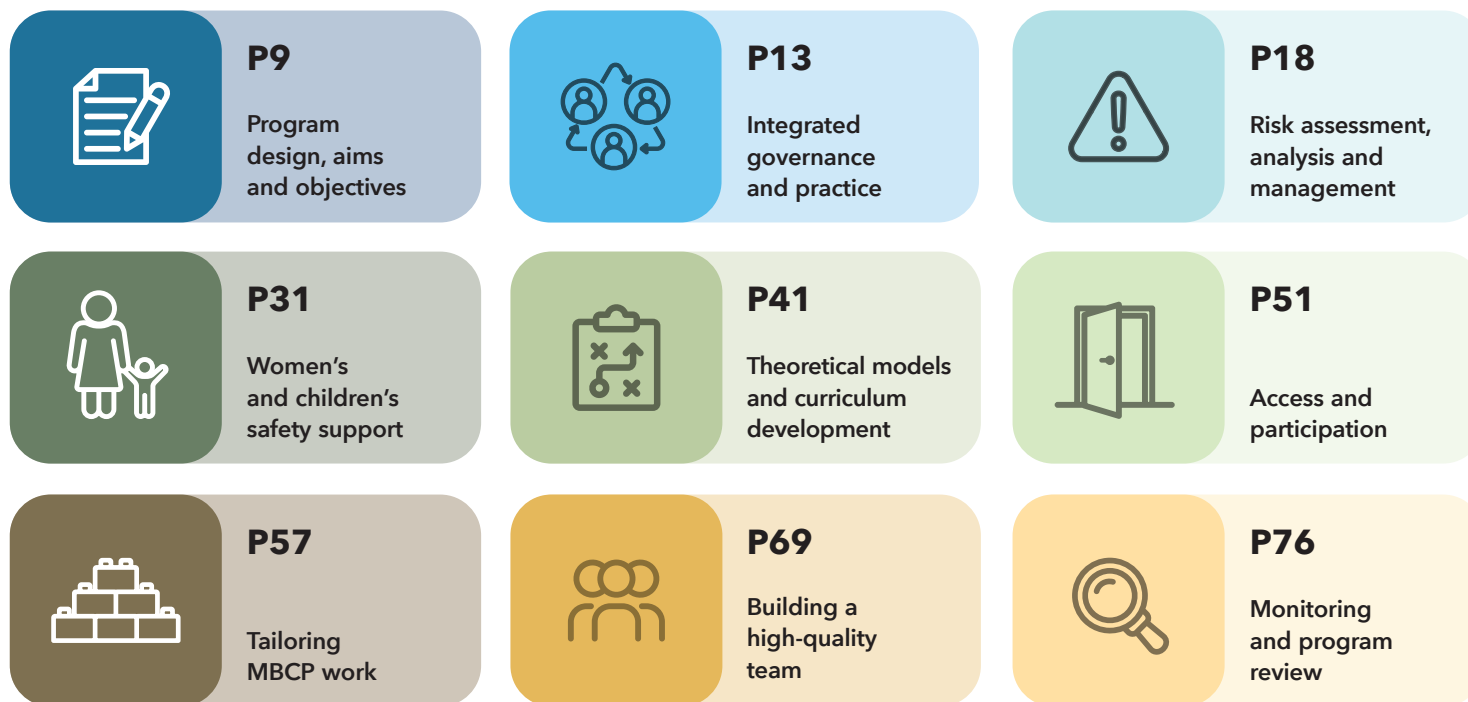 P9
Program
design, aims
and objectives
P13
Integrated
governance
and practice
P18
Risk assessment,
analysis and
management
P31
Women’s
and children’s
safety support
P41
Theoretical models
and curriculum
development
P51
Access and
participation
P57
Tailoring
MBCP work
P69
Building a
high-quality
team
P76
Monitoring
and program
review